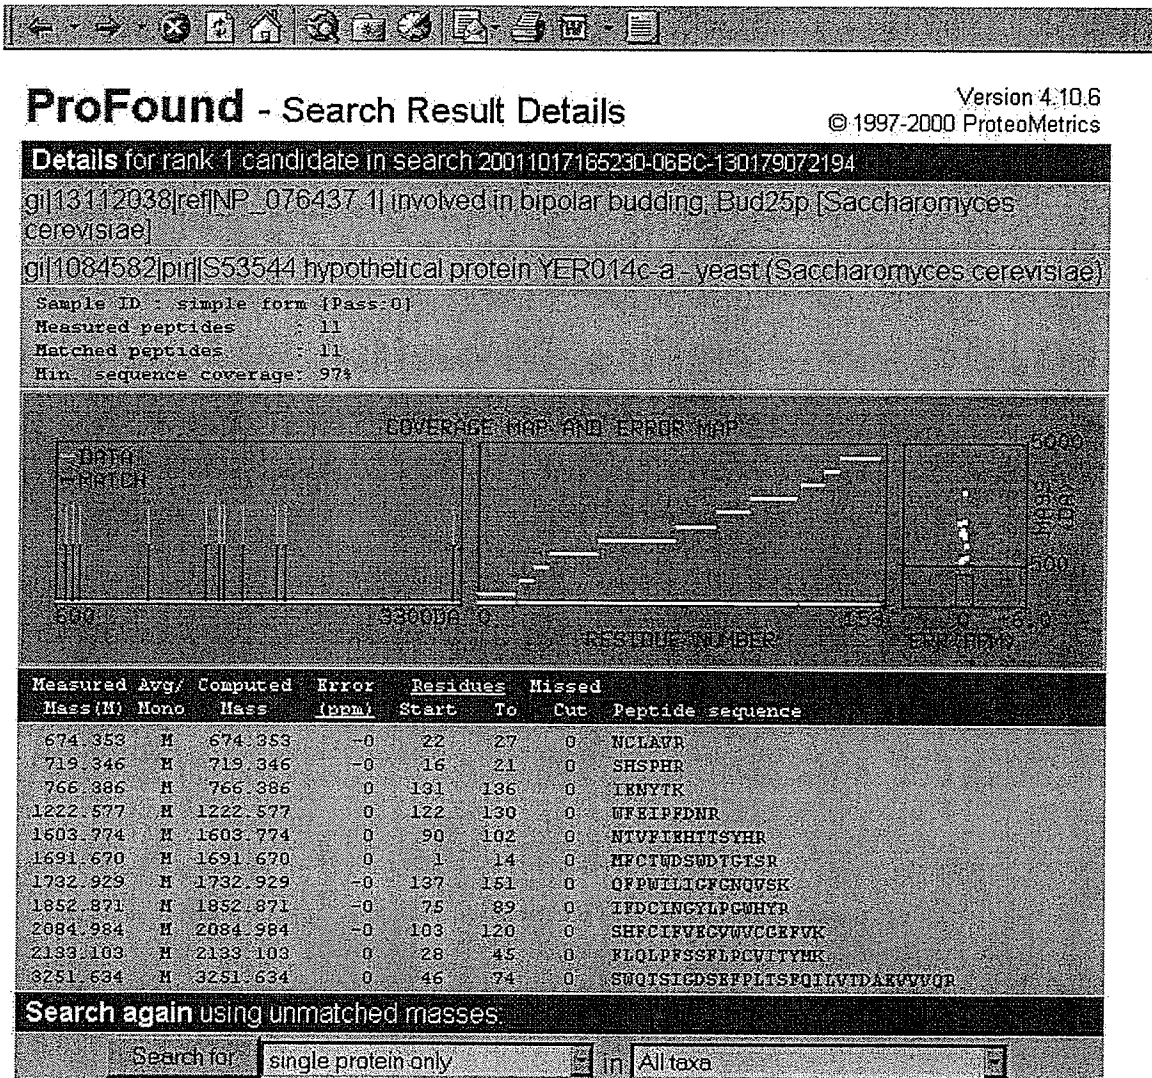 ProFound - Search Result Details
Version 4.10.6
© 1997-2000 ProteoMetrics
Details for rank 1 candidate in search 20011017165230-06BC-130179072194
gi|13112038|ref|NP_076437.1| involved in bipolar budding; Bud25p [Saccharomyces
cerevisiae]
gi|1084582|pir||S53544 hypothetical protein YER014c-a - yeast (Saccharomyces cerevisiae)
Sample ID : simple form [Pass:0]
Measured peptides : 11
Matched peptides : 11
Min. sequence coverage: 97%
COVERAGE MAP AND ERROR MAP
DATA
MATCH
5000
MASS (DA)
500
600 3300DA 0 153 0 6.0
RESIDUE NUMBER ERR(PPM)
Measured Avg/ Computed Error Residues Missed
Mass(M) Mono Mass (ppm) Start To Cut Peptide sequence
674.353 M 674.353 -0 22 27 0 NCLAVR
719.346 M 719.346 -0 16 21 0 SHSPHR
766.386 M 766.386 0 131 136 0 IENYTK
1222.577 M 1222.577 0 122 130 0 WFEIPFDNR
1603.774 M 1603.774 0 90 102 0 NTVFIEHTTSYHR
1691.670 M 1691.670 0 1 14 0 MFCTWDSWDTGTSR
1732.929 M 1732.929 -0 137 151 0 QFPWILIGFGNQVSK
1852.871 M 1852.871 -0 75 89 0 IFDCINGYLPGWHYR
2084.984 M 2084.984 -0 103 120 0 SHFCIFVEGVWVCGEFVK
2133.103 M 2133.103 0 28 45 0 FLQLPFSSFLPCVITYMK
3251.634 M 3251.634 0 46 74 0
Search again using unmatched masses:
Search for single protein only in All taxa